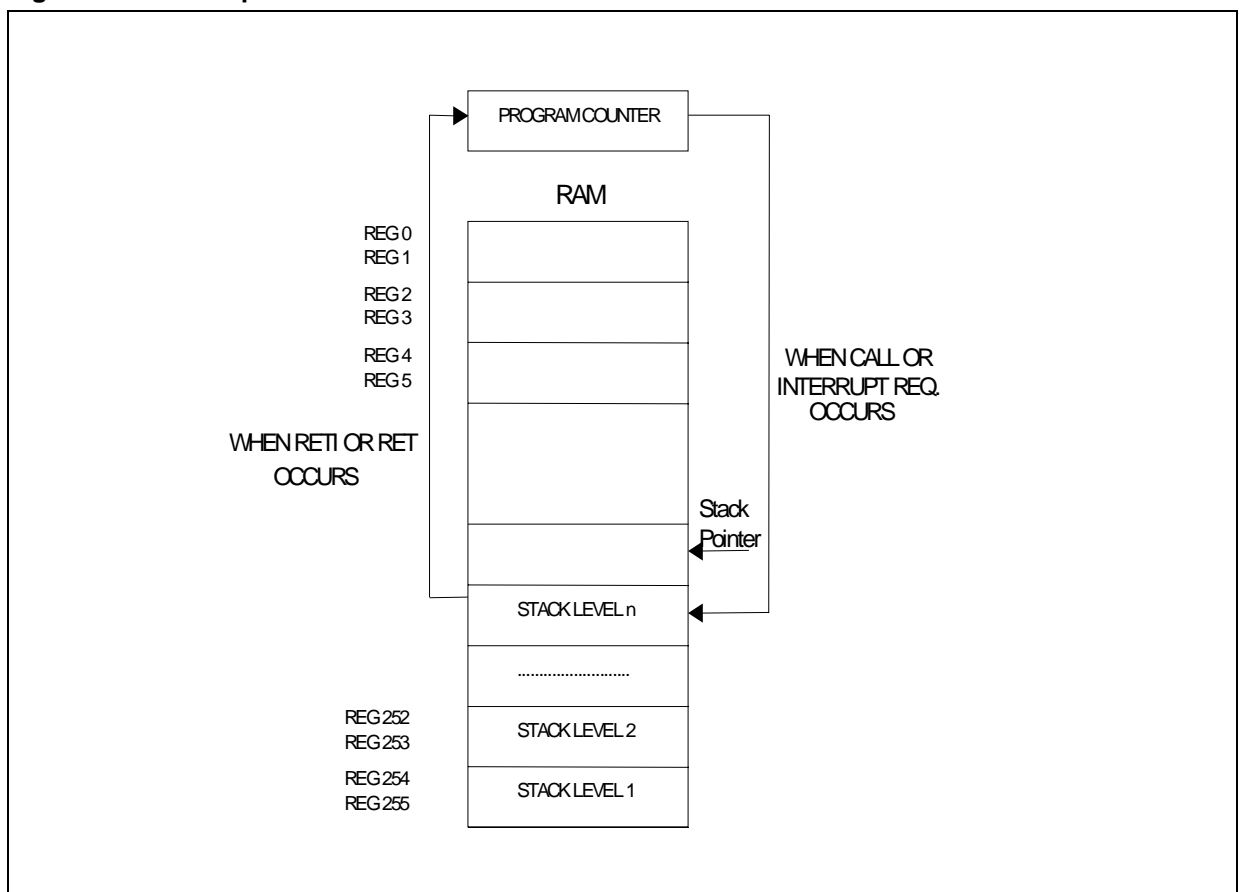 PROGRAM COUNTER
RAM
REG 0
REG 1
REG 2
REG 3
REG 4
REG 5
WHEN CALL OR
INTERRUPT REQ.
OCCURS
WHEN RETI OR RET
OCCURS
Stack
Pointer
STACK LEVEL n
..........................
REG 252
REG 253
STACK LEVEL 2
REG 254
REG 255
STACK LEVEL 1